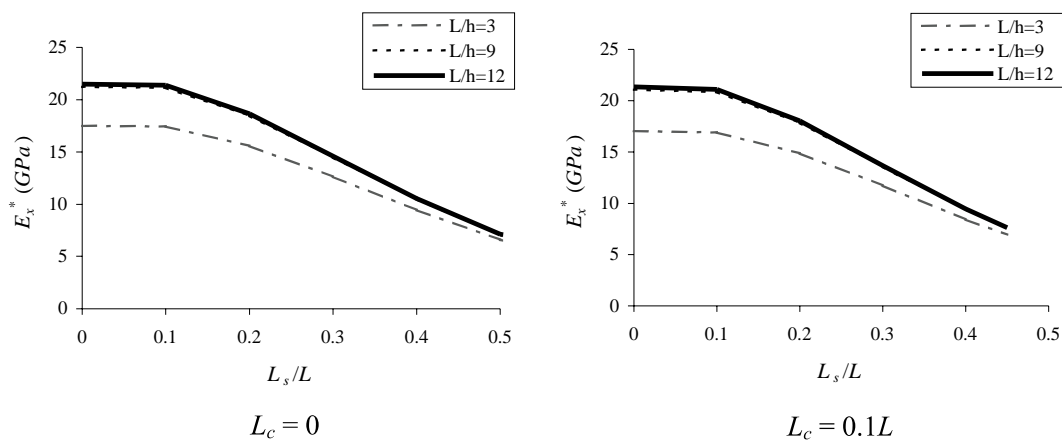 L/h=3
L/h=9
L/h=12
25
20
15
10
5
0
E_x^* (GPa)
0 0.1 0.2 0.3 0.4 0.5
L_s/L
L_c = 0
L/h=3
L/h=9
L/h=12
25
20
15
10
5
0
E_x^* (GPa)
0 0.1 0.2 0.3 0.4 0.5
L_s/L
L_c = 0.1L